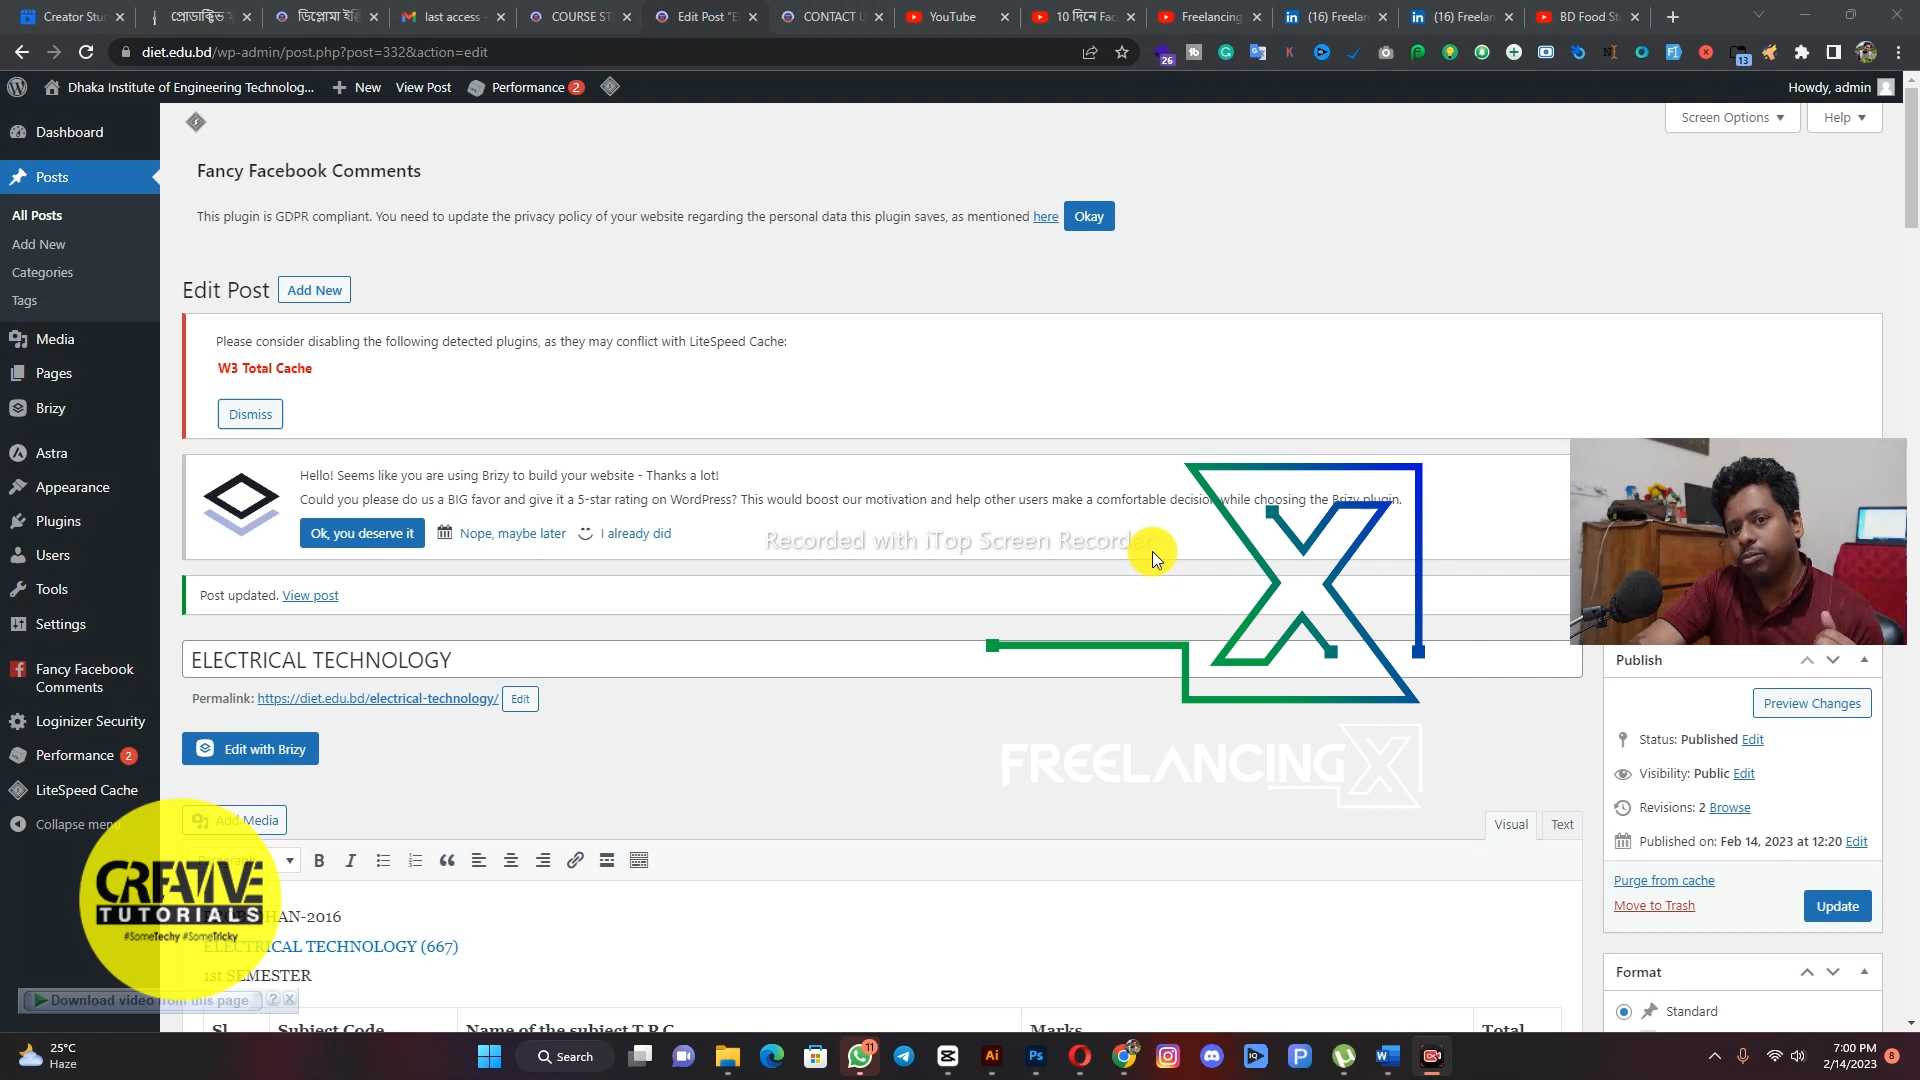 Creator Stu
প্রোডাক্টিভ
ডিপ্লোমা ইঞ্জি
last access -
COURSE ST
Edit Post "E
CONTACT U
YouTube
10 দিনে Fac
Freelancing
(16) Freelan
(16) Freelan
BD Food St
diet.edu.bd/wp-admin/post.php?post=332&action=edit
26
13
Dhaka Institute of Engineering Technolog...
New
View Post
Performance 2
Howdy, admin
Screen Options
Help
Dashboard
Posts
All Posts
Add New
Categories
Tags
Media
Pages
Brizy
Astra
Appearance
Plugins
Users
Tools
Settings
Fancy Facebook
Comments
Loginizer Security
Performance 2
LiteSpeed Cache
Collapse menu
Fancy Facebook Comments
This plugin is GDPR compliant. You need to update the privacy policy of your website regarding the personal data this plugin saves, as mentioned here Okay
Edit Post Add New
Please consider disabling the following detected plugins, as they may conflict with LiteSpeed Cache:
W3 Total Cache
Dismiss
Hello! Seems like you are using Brizy to build your website - Thanks a lot!
Could you please do us a BIG favor and give it a 5-star rating on WordPress? This would boost our motivation and help other users make a comfortable decision while choosing the Brizy plugin.
Ok, you deserve it Nope, maybe later I already did
Recorded with iTop Screen Recorder
Post updated. View post
ELECTRICAL TECHNOLOGY
Permalink: https://diet.edu.bd/electrical-technology/ Edit
Edit with Brizy
FREELANCINGX
Add Media
Visual Text
-2016
ELECTRICAL TECHNOLOGY (667)
1st SEMESTER
Sl Subject Code Name of the subject T P C Marks Total
CREATIVE
TUTORIALS
#SomeTechy #SomeTricky
Download video from this page
Publish
Preview Changes
Status: Published Edit
Visibility: Public Edit
Revisions: 2 Browse
Published on: Feb 14, 2023 at 12:20 Edit
Purge from cache
Move to Trash
Update
Format
Standard
25°C
Haze
Search
11
7:00 PM
2/14/2023
8